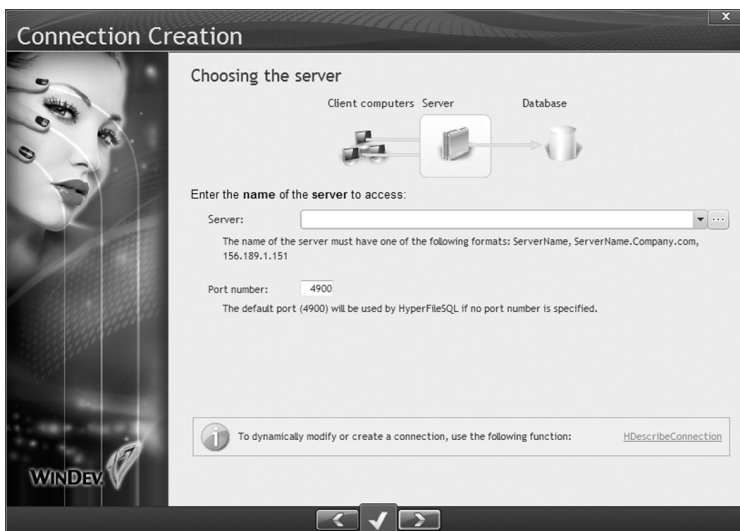 x
Connection Creation
Choosing the server
Client computers Server Database
Enter the name of the server to access:
Server:
The name of the server must have one of the following formats: ServerName, ServerName.Company.com,
156.189.1.151
Port number: 4900
The default port (4900) will be used by HyperFileSQL if no port number is specified.
To dynamically modify or create a connection, use the following function: HDescribeConnection
WINDEV